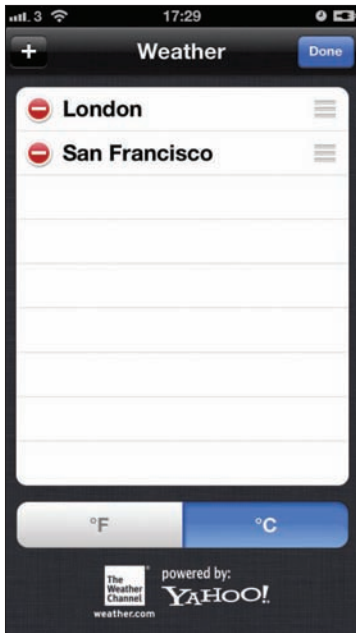 3 17:29
+ Weather Done
London
San Francisco
°F °C
The
Weather
Channel
weather.com
powered by:
YAHOO!